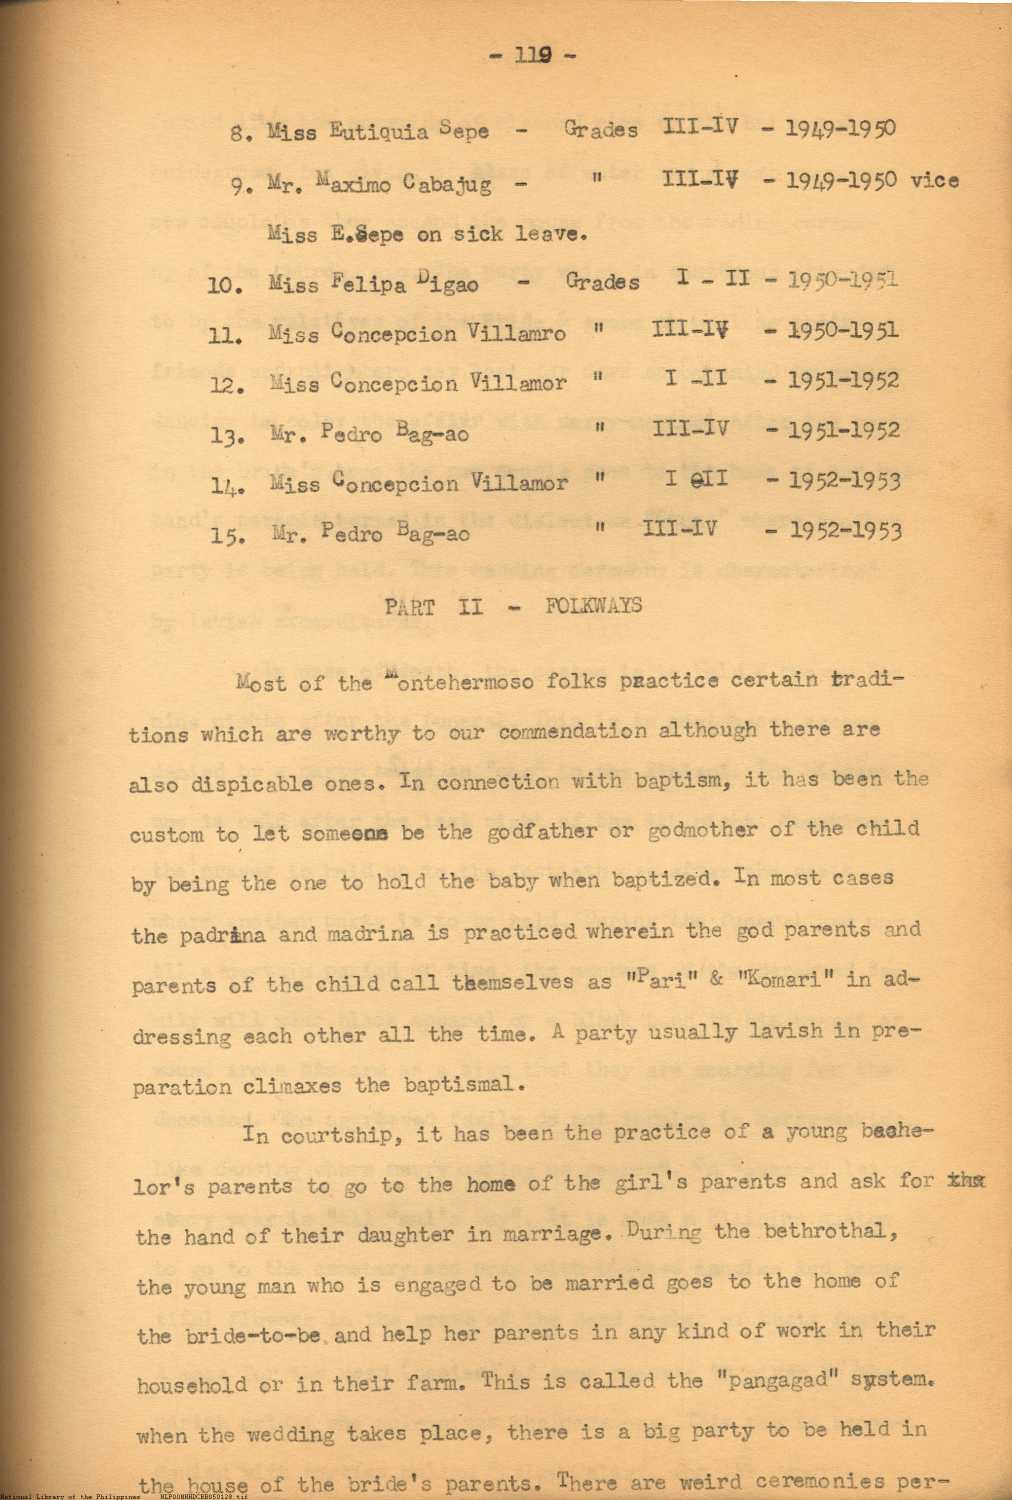 - 119 -
8. Miss Eutiquia Sepe - Grades III-IV - 1949-1950
9. Mr. Maximo Cabajug - " III-IV - 1949-1950 vice
Miss E.Sepe on sick leave.
10. Miss Felipa Digao - Grades I - II - 1950-1951
11. Miss Concepcion Villamro " III-IV - 1950-1951
12. Miss Concepcion Villamor " I -II - 1951-1952
13. Mr. Pedro Bag-ao " III-IV - 1951-1952
14. Miss Concepcion Villamor " I -II - 1952-1953
15. Mr. Pedro Bag-ao " III-IV - 1952-1953
PART II - FOLKWAYS
Most of the Montehermoso folks practice certain tradi-
tions which are worthy to our commendation although there are
also dispicable ones. In connection with baptism, it has been the
custom to let someone be the godfather or godmother of the child
by being the one to hold the baby when baptized. In most cases
the padrina and madrina is practiced wherein the god parents and
parents of the child call themselves as "Pari" & "Komari" in ad-
dressing each other all the time. A party usually lavish in pre-
paration climaxes the baptismal.
In courtship, it has been the practice of a young bache-
lor's parents to go to the home of the girl's parents and ask for
the hand of their daughter in marriage. During the bethrothal,
the young man who is engaged to be married goes to the home of
the bride-to-be and help her parents in any kind of work in their
household or in their farm. This is called the "pangagad" system.
when the wedding takes place, there is a big party to be held in
the house of the bride's parents. There are weird ceremonies per-
National Library of the Philippines